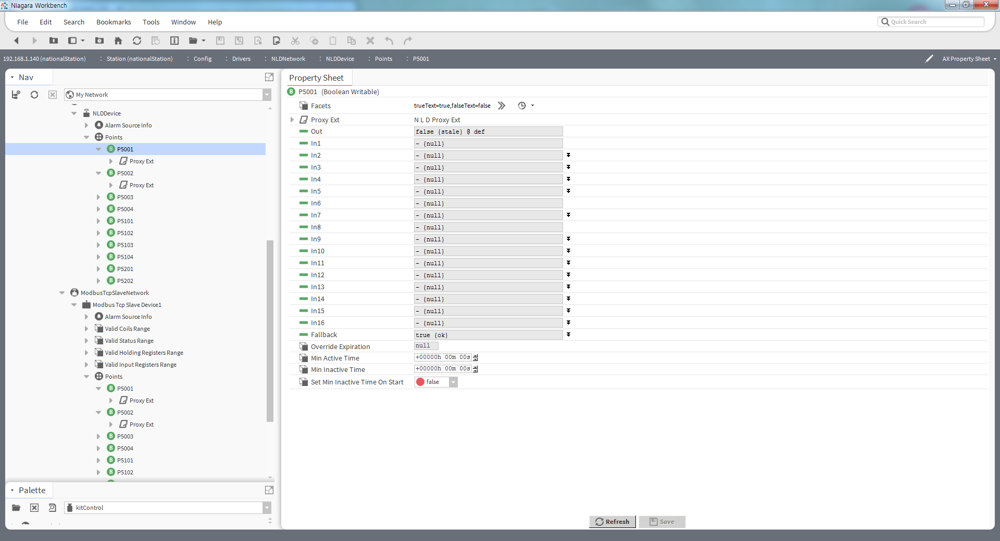 Niagara Workbench
File Edit Search Bookmarks Tools Window Help
Quick Search
192.168.1.140 (nationalStation) : Station (nationalStation) : Config : Drivers : NLDNetwork : NLDDevice : Points : P5001
AX Property Sheet
Nav
My Network
NLDDevice
Alarm Source Info
Points
P5001
Proxy Ext
P5002
Proxy Ext
P5003
P5004
P5101
P5102
P5103
P5104
P5201
P5202
ModbusTcpSlaveNetwork
Modbus Tcp Slave Device1
Alarm Source Info
Valid Coils Range
Valid Status Range
Valid Holding Registers Range
Valid Input Registers Range
Points
P5001
Proxy Ext
P5002
Proxy Ext
P5003
P5004
P5101
P5102
Palette
kitControl
Property Sheet
P5001 (Boolean Writable)
Facets trueText=true,falseText=false
Proxy Ext N L D Proxy Ext
Out false {stale} @ def
In1 - {null}
In2 - {null}
In3 - {null}
In4 - {null}
In5 - {null}
In6 - {null}
In7 - {null}
In8 - {null}
In9 - {null}
In10 - {null}
In11 - {null}
In12 - {null}
In13 - {null}
In14 - {null}
In15 - {null}
In16 - {null}
Fallback true {ok}
Override Expiration null
Min Active Time +00000h 00m 00s
Min Inactive Time +00000h 00m 00s
Set Min Inactive Time On Start false
Refresh Save